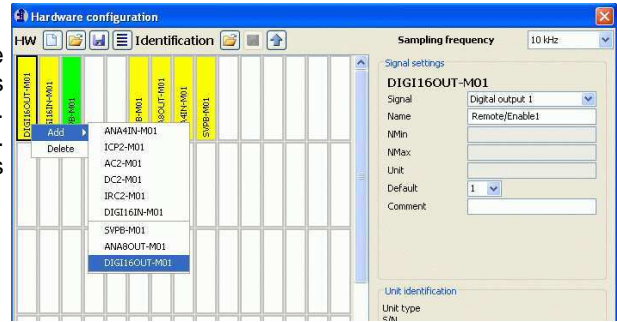 Hardware configuration
HW Identification
Sampling frequency 10 kHz
DIGI16OUT-M01
B-M01
SVPB-M01
Add
Delete
ANA4IN-M01
ICP2-M01
AC2-M01
DC2-M01
IRC2-M01
DIGI16IN-M01
SVPB-M01
ANA8OUT-M01
DIGI16OUT-M01
Signal settings
DIGI16OUT-M01
Signal Digital output 1
Name Remote/Enable1
NMin
NMax
Unit
Default 1
Comment
Unit identification
Unit type
S/N